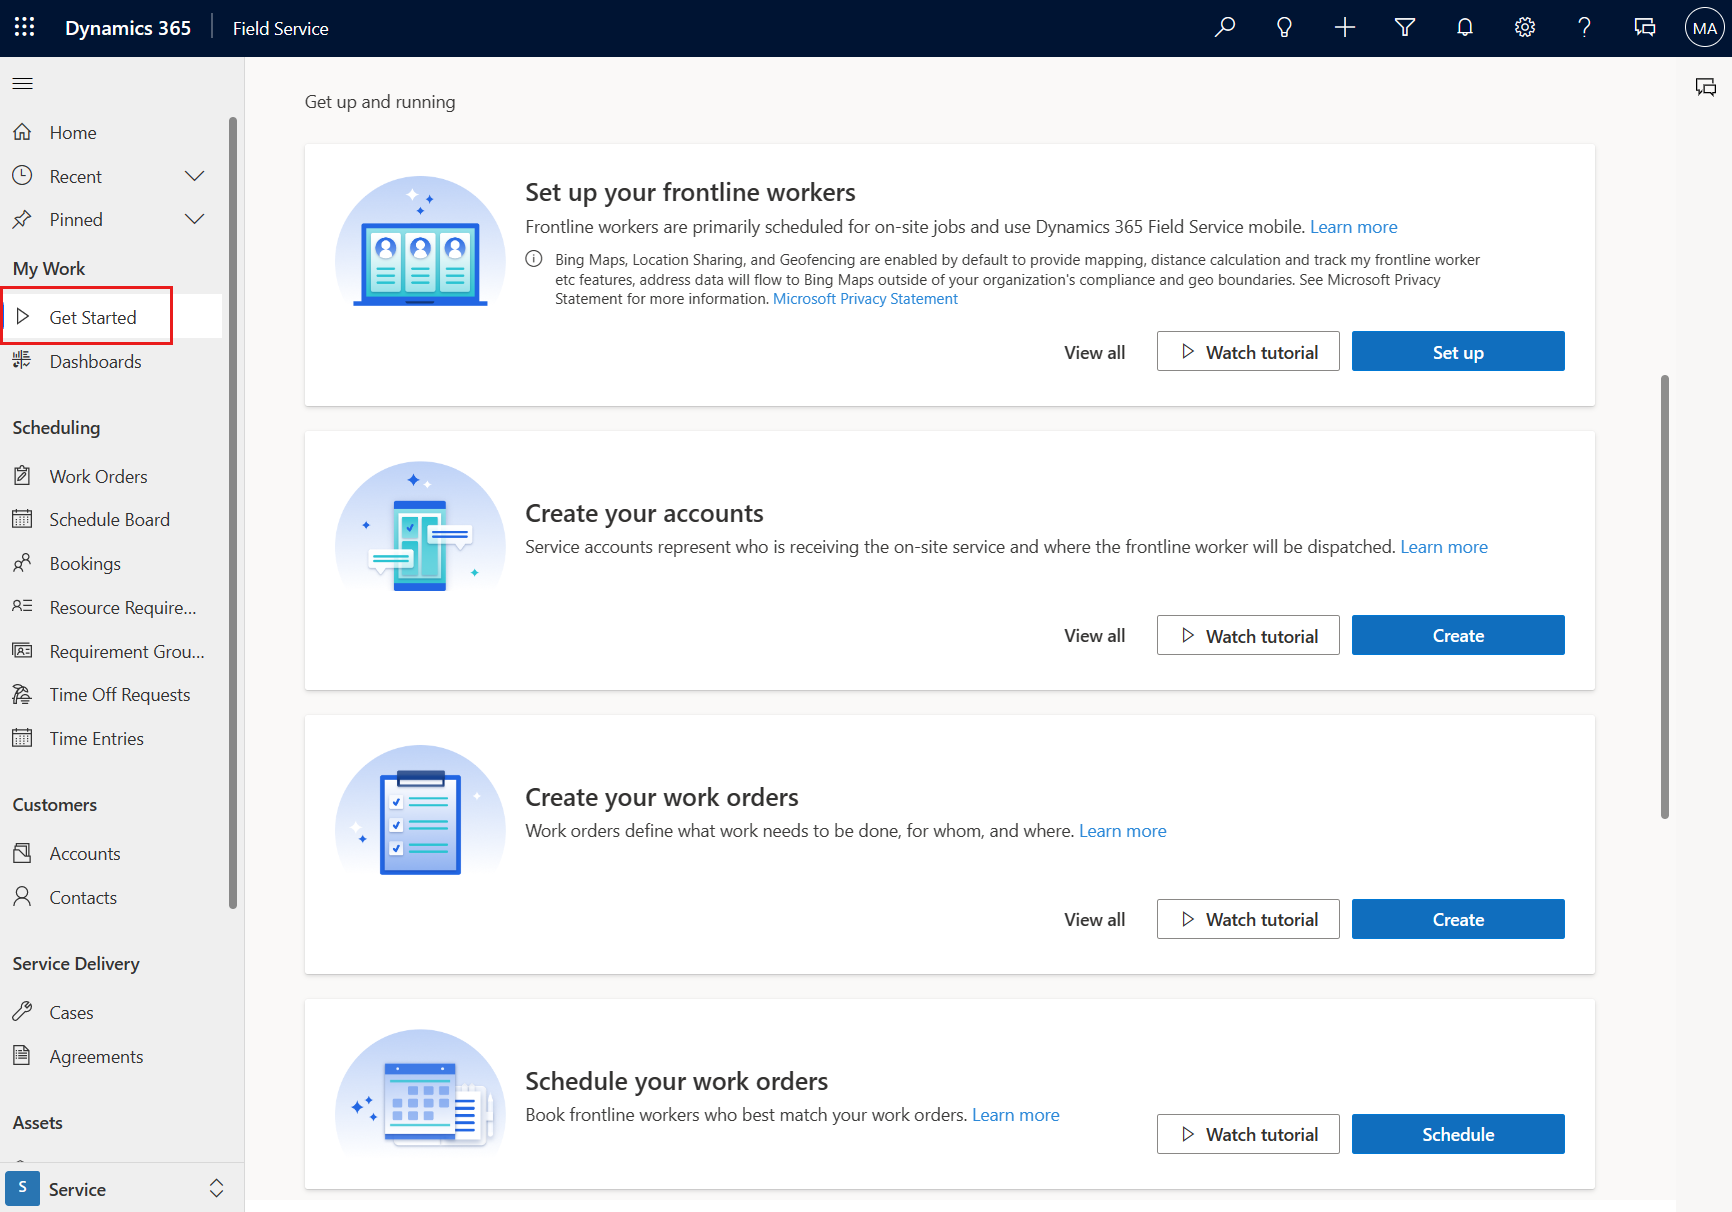 Dynamics 365
Field Service
MA
Home
Recent
Pinned
My Work
Get Started
Dashboards
Scheduling
Work Orders
Schedule Board
Bookings
Resource Require...
Requirement Grou...
Time Off Requests
Time Entries
Customers
Accounts
Contacts
Service Delivery
Cases
Agreements
Assets
S
Service
Get up and running
Set up your frontline workers
Frontline workers are primarily scheduled for on-site jobs and use Dynamics 365 Field Service mobile. Learn more
Bing Maps, Location Sharing, and Geofencing are enabled by default to provide mapping, distance calculation and track my frontline worker
etc features, address data will flow to Bing Maps outside of your organization's compliance and geo boundaries. See Microsoft Privacy
Statement for more information. Microsoft Privacy Statement
View all
Watch tutorial
Set up
Create your accounts
Service accounts represent who is receiving the on-site service and where the frontline worker will be dispatched. Learn more
View all
Watch tutorial
Create
Create your work orders
Work orders define what work needs to be done, for whom, and where. Learn more
View all
Watch tutorial
Create
Schedule your work orders
Book frontline workers who best match your work orders. Learn more
Watch tutorial
Schedule